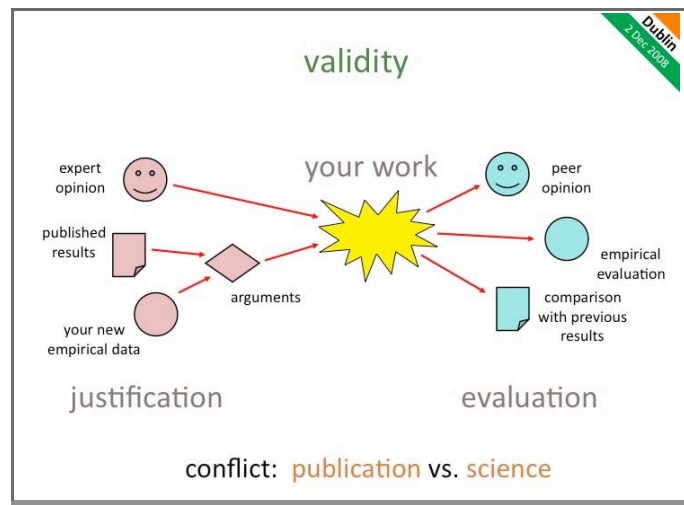 Dublin
2 Dec 2008
validity
your work
expert
opinion
published
results
your new
empirical data
arguments
peer
opinion
empirical
evaluation
comparison
with previous
results
justification
evaluation
conflict: publication vs. science